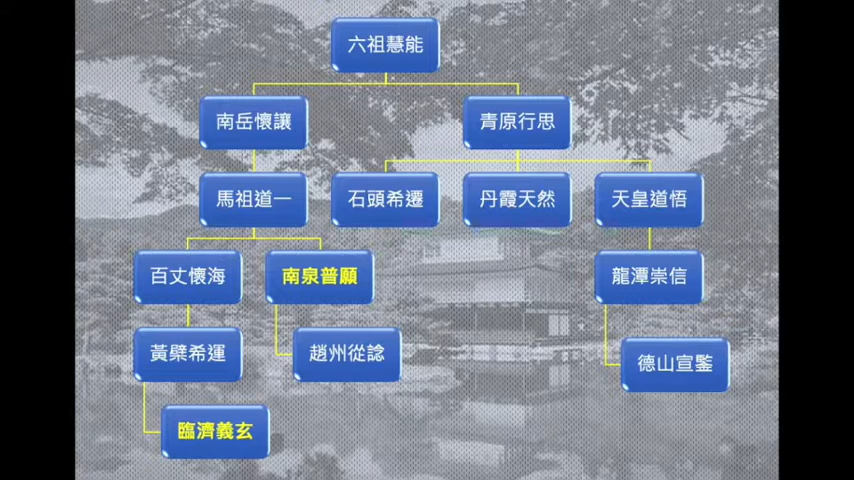 六祖慧能
南岳懷讓
青原行思
馬祖道一
石頭希遷
丹霞天然
天皇道悟
百丈懷海
南泉普願
龍潭崇信
黃檗希運
趙州從諗
德山宣鑒
臨濟義玄